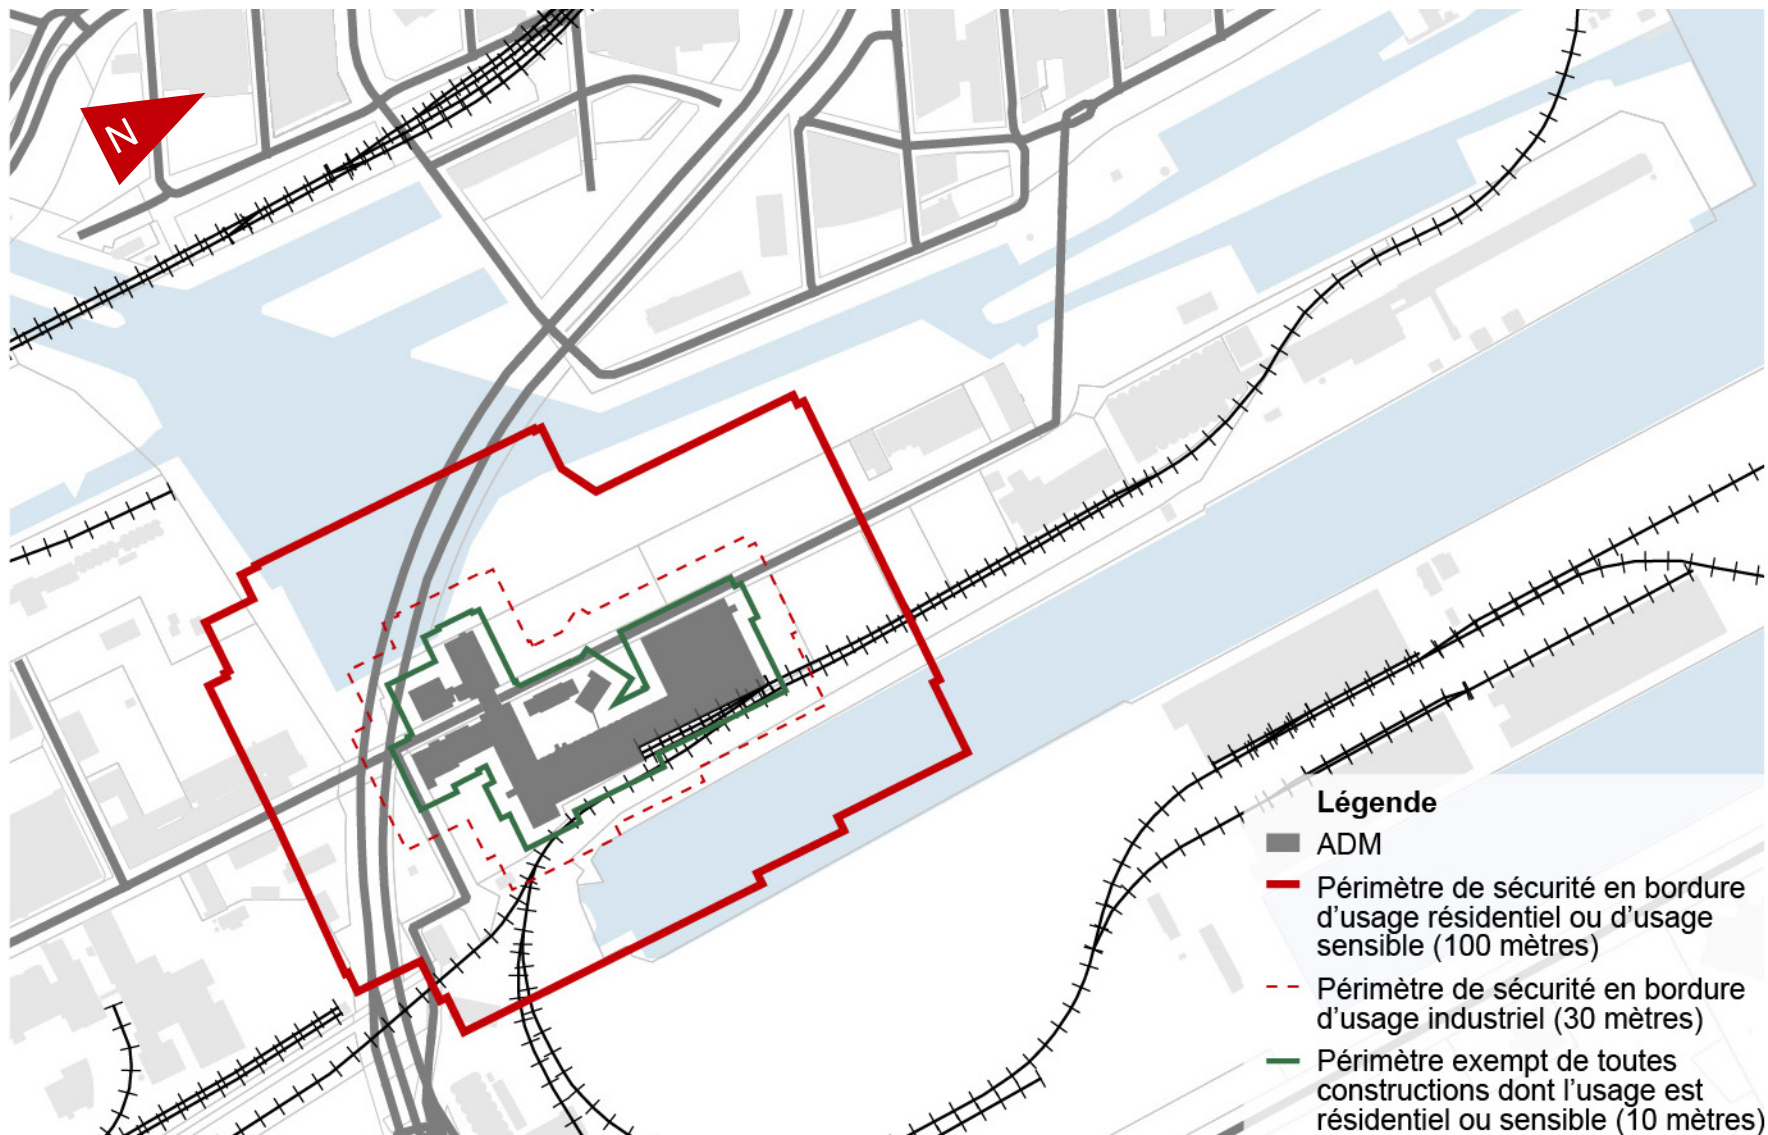 N
Légende
ADM
Périmètre de sécurité en bordure
d'usage résidentiel ou d'usage
sensible (100 mètres)
Périmètre de sécurité en bordure
d'usage industriel (30 mètres)
Périmètre exempt de toutes
constructions dont l'usage est
résidentiel ou sensible (10 mètres)